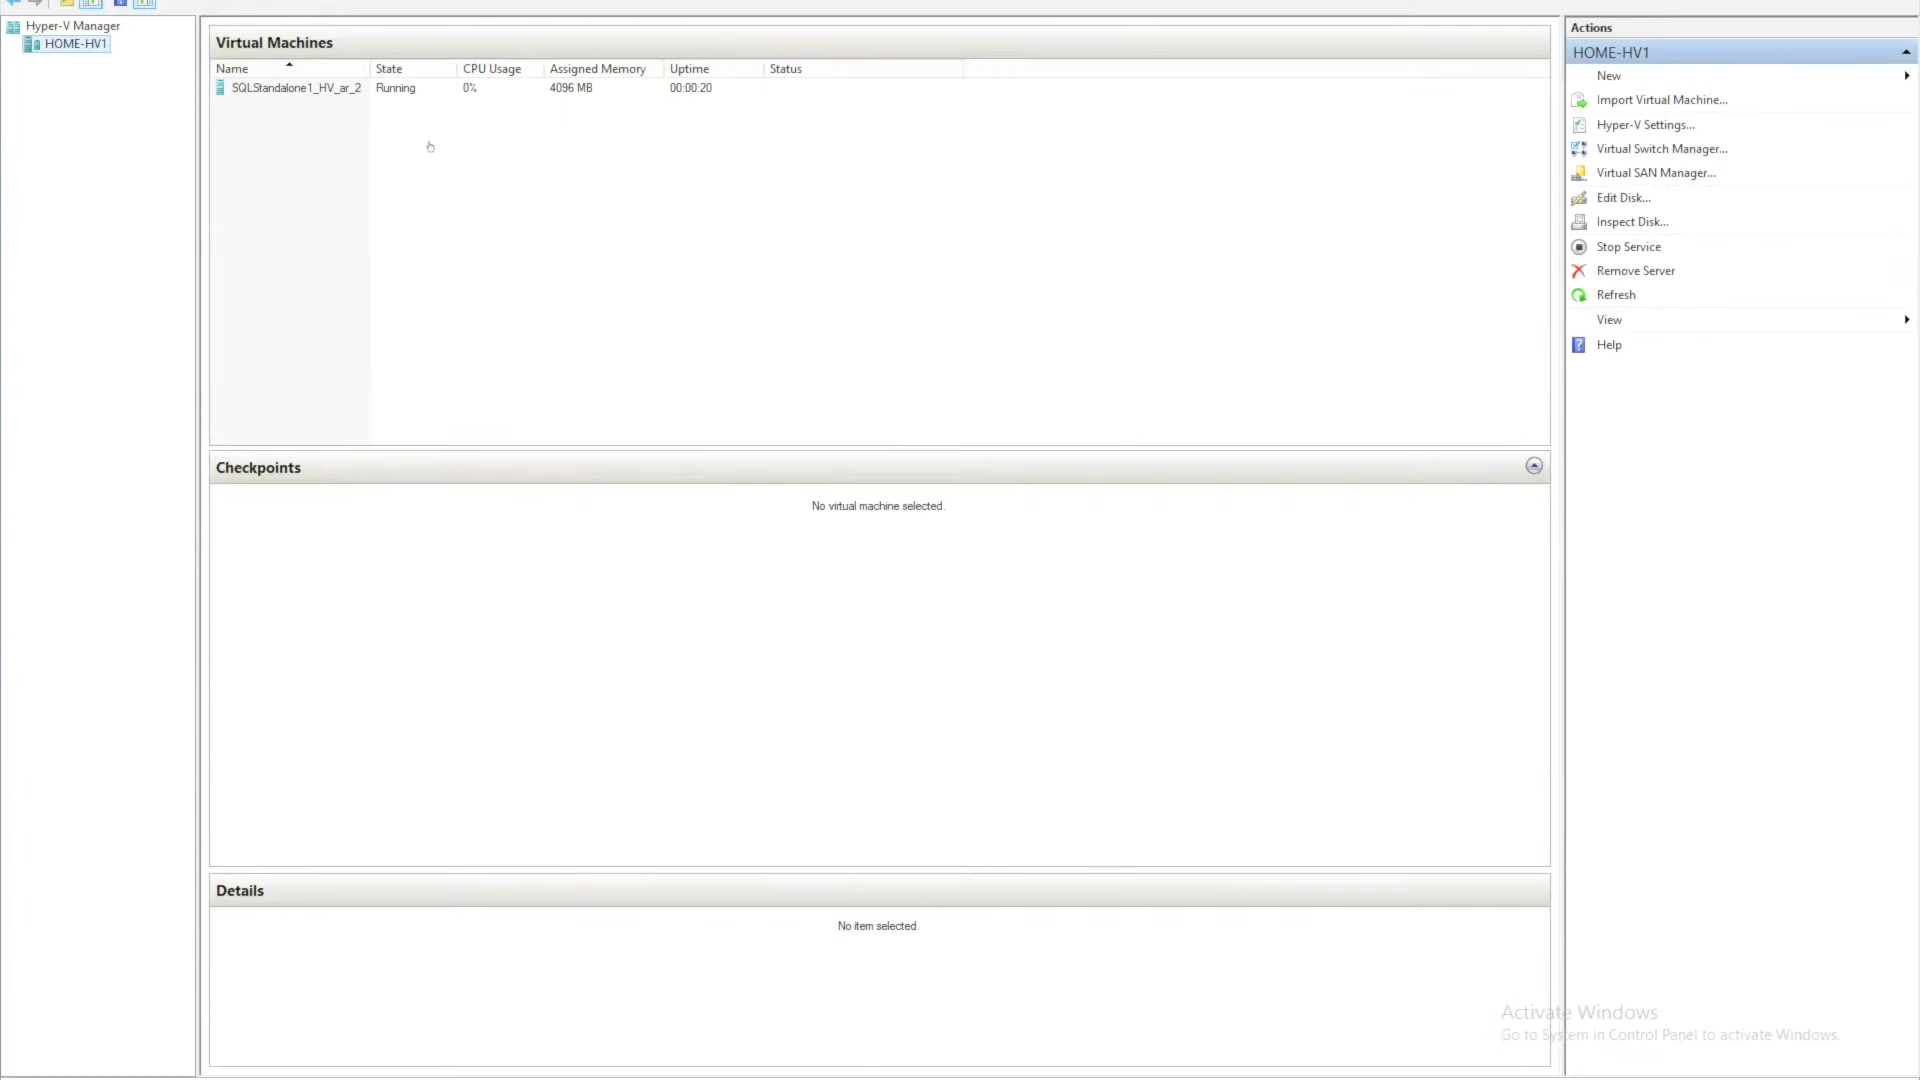 Hyper-V Manager
HOME-HV1
Virtual Machines
Name State CPU Usage Assigned Memory Uptime Status
SQLStandalone1_HV_ar_2 Running 0% 4096 MB 00:00:20
Checkpoints
No virtual machine selected.
Details
No item selected.
Actions
HOME-HV1
New
Import Virtual Machine...
Hyper-V Settings...
Virtual Switch Manager...
Virtual SAN Manager...
Edit Disk...
Inspect Disk...
Stop Service
Remove Server
Refresh
View
Help
Activate Windows
Go to System in Control Panel to activate Windows.